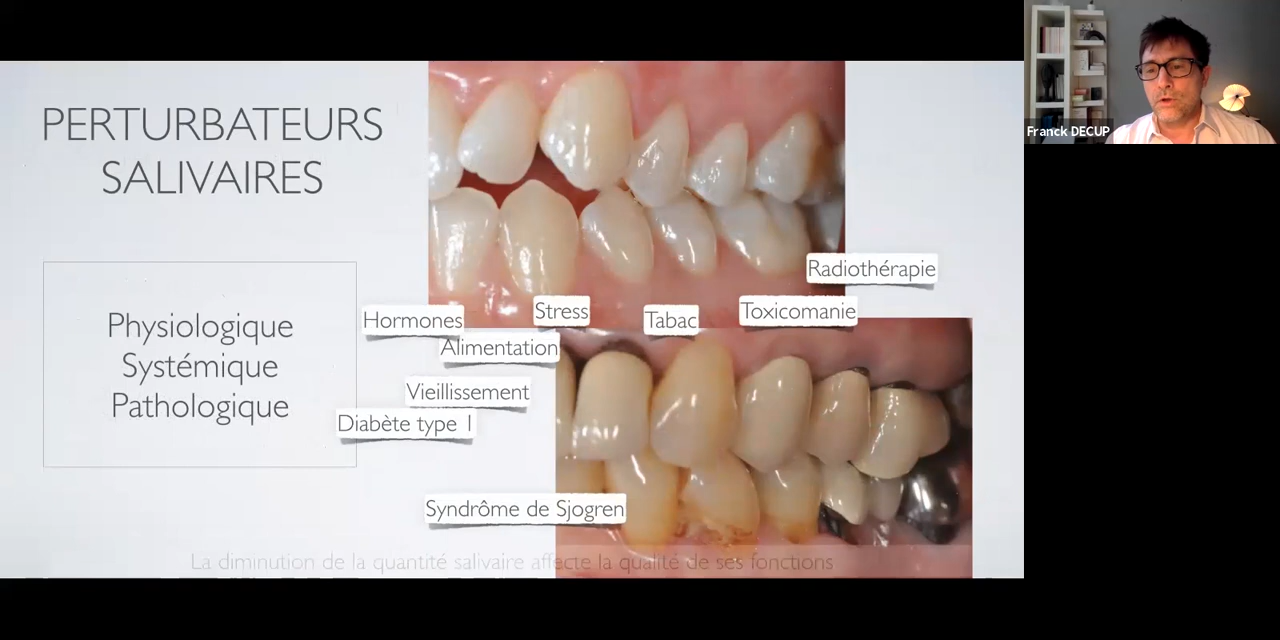 PERTURBATEURS
SALIVAIRES
Physiologique
Systémique
Pathologique
Radiothérapie
Hormones
Stress
Tabac
Toxicomanie
Alimentation
Vieillissement
Diabète type 1
Syndrôme de Sjogren
La diminution de la quantité salivaire affecte la qualité de ses fonctions
Franck DECUP